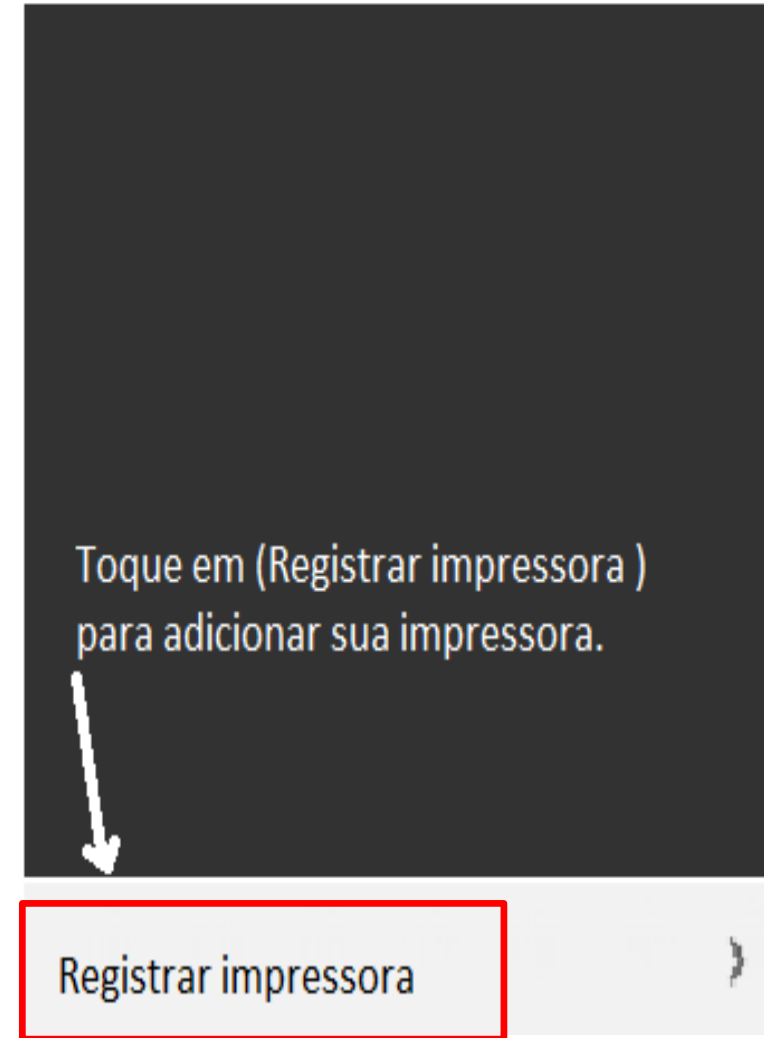 Toque em (Registrar impressora )
para adicionar sua impressora.
Registrar impressora